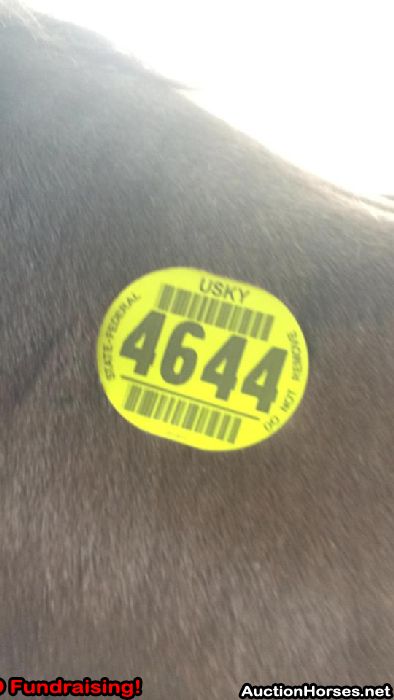 USKY
STATE-FEDERAL
4644
DO NOT REMOVE
Fundraising!
AuctionHorses.net